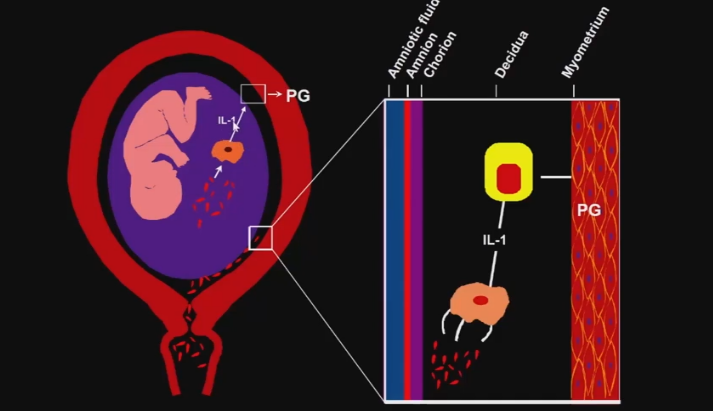 PG
IL-1
Amniotic fluid
Amnion
Chorion
Decidua
Myometrium
PG
IL-1